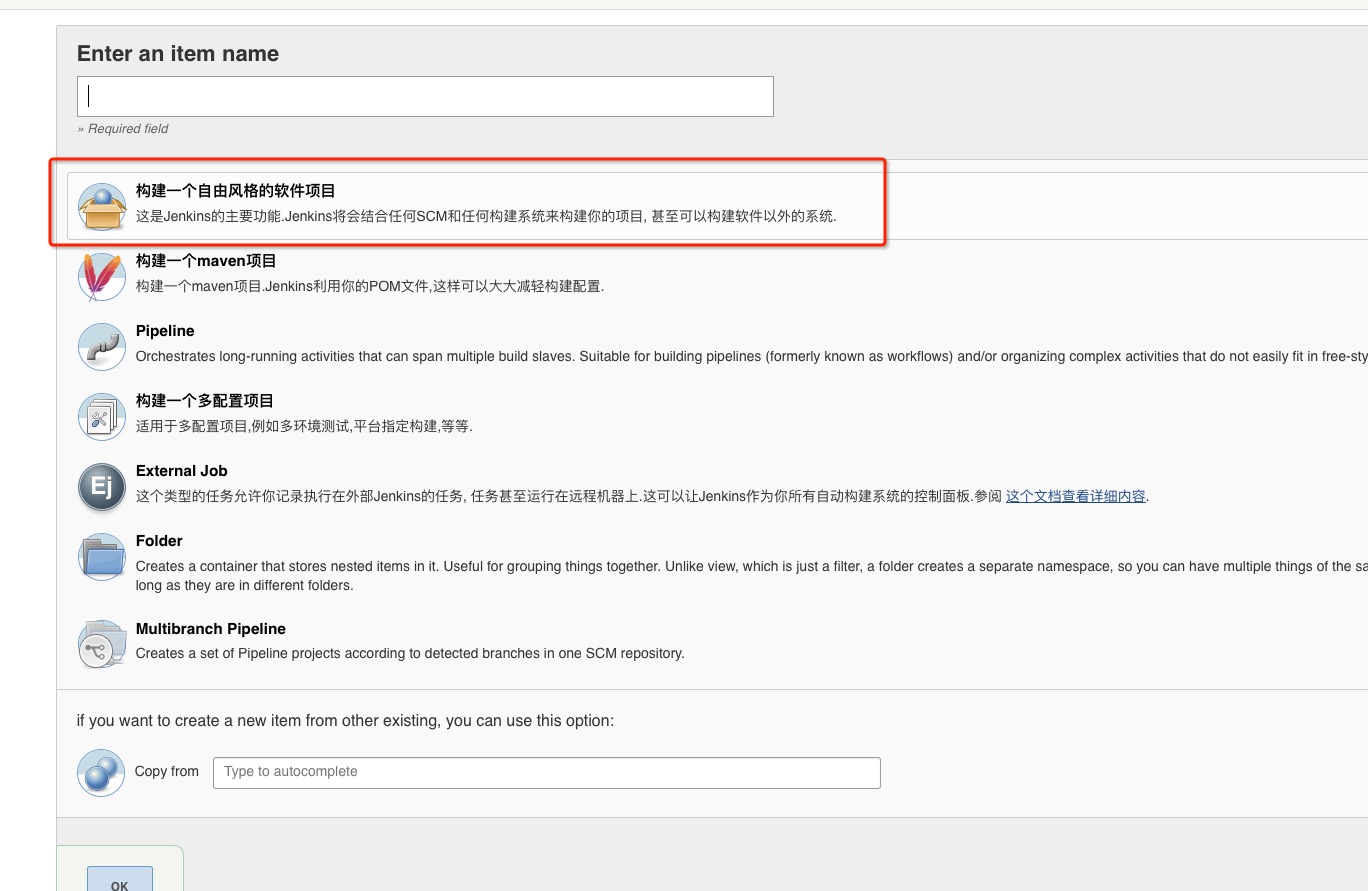 Enter an item name
» Required field
构建一个自由风格的软件项目
这是Jenkins的主要功能.Jenkins将会结合任何SCM和任何构建系统来构建你的项目, 甚至可以构建软件以外的系统.
构建一个maven项目
构建一个maven项目.Jenkins利用你的POM文件,这样可以大大减轻构建配置.
Pipeline
Orchestrates long-running activities that can span multiple build slaves. Suitable for building pipelines (formerly known as workflows) and/or organizing complex activities that do not easily fit in free-sty
构建一个多配置项目
适用于多配置项目,例如多环境测试,平台指定构建,等等.
Ej
External Job
这个类型的任务允许你记录执行在外部Jenkins的任务, 任务甚至运行在远程机器上.这可以让Jenkins作为你所有自动构建系统的控制面板.参阅 这个文档查看详细内容.
Folder
Creates a container that stores nested items in it. Useful for grouping things together. Unlike view, which is just a filter, a folder creates a separate namespace, so you can have multiple things of the sa
long as they are in different folders.
Multibranch Pipeline
Creates a set of Pipeline projects according to detected branches in one SCM repository.
if you want to create a new item from other existing, you can use this option:
Copy from Type to autocomplete
OK